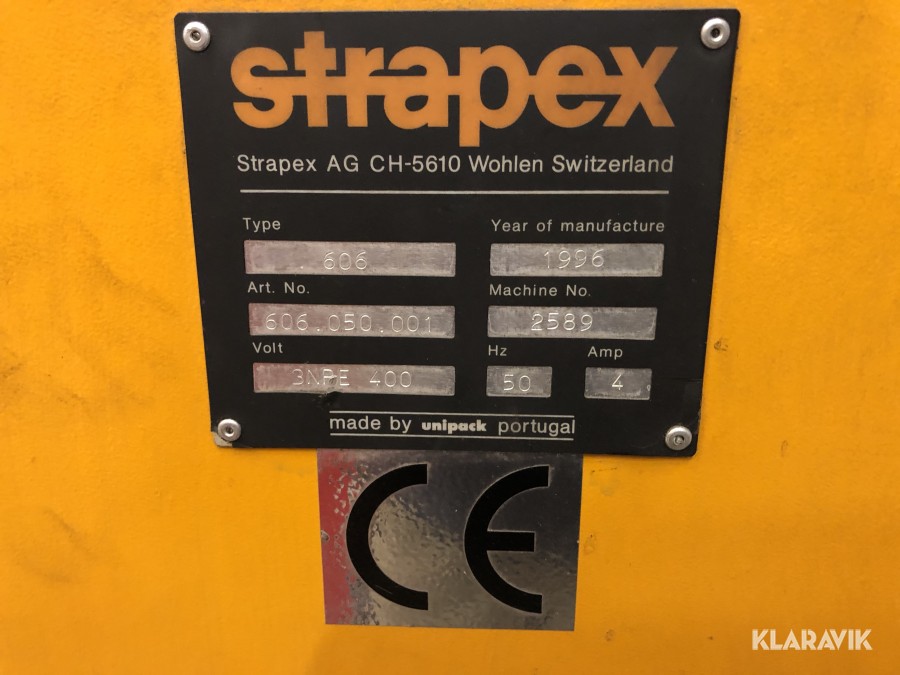 strapex
Strapex AG CH-5610 Wohlen Switzerland
Type Year of manufacture
606 1996
Art. No. Machine No.
606.050.001 2589
Volt Hz Amp
3NPE 400 50 4
made by unipack portugal
CE
KLARAVIK